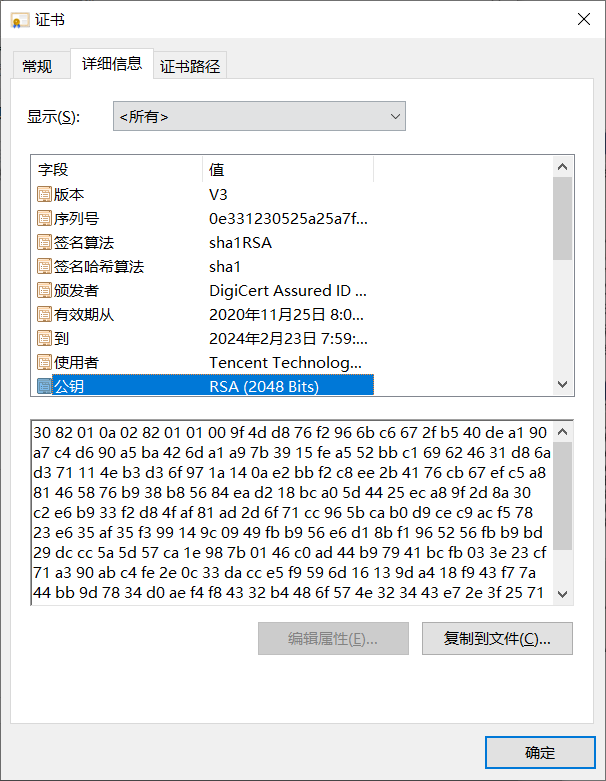 证书
常规 详细信息 证书路径
显示(S): <所有>
字段 值
版本 V3
序列号 0e331230525a25a7f...
签名算法 sha1RSA
签名哈希算法 sha1
颁发者 DigiCert Assured ID ...
有效期从 2020年11月25日 8:0...
到 2024年2月23日 7:59:...
使用者 Tencent Technolog...
公钥 RSA (2048 Bits)
30 82 01 0a 02 82 01 01 00 9f 4d d8 76 f2 96 6b c6 67 2f b5 40 de a1 90
a7 c4 d6 90 a5 ba 42 6d a1 a9 7b 39 15 fe a5 52 bb c1 69 62 46 31 d8 6a
d3 71 11 4e b3 d3 6f 97 1a 14 0a e2 bb f2 c8 ee 2b 41 76 cb 67 ef c5 a8
81 46 58 76 b9 38 b8 56 84 ea d2 18 bc a0 5d 44 25 ec a8 9f 2d 8a 30
c2 e6 b9 33 f2 d8 4f af 81 ad 2d 6f 71 cc 96 5b ca b0 d9 ce c9 ac f5 78
23 e6 35 af 35 f3 99 14 9c 09 49 fb b9 56 e6 d1 8b f1 96 52 56 fb b9 bd
29 dc cc 5a 5d 57 ca 1e 98 7b 01 46 c0 ad 44 b9 79 41 bc fb 03 3e 23 cf
71 a3 90 ab c4 fe 2e 0c 33 da cc e5 f9 59 6d 16 13 9d a4 18 f9 43 f7 7a
44 bb 9d 78 34 d0 ae f4 f8 43 32 b4 48 6f 57 4e 32 34 43 e7 2e 3f 25 71
编辑属性(E)... 复制到文件(C)...
确定